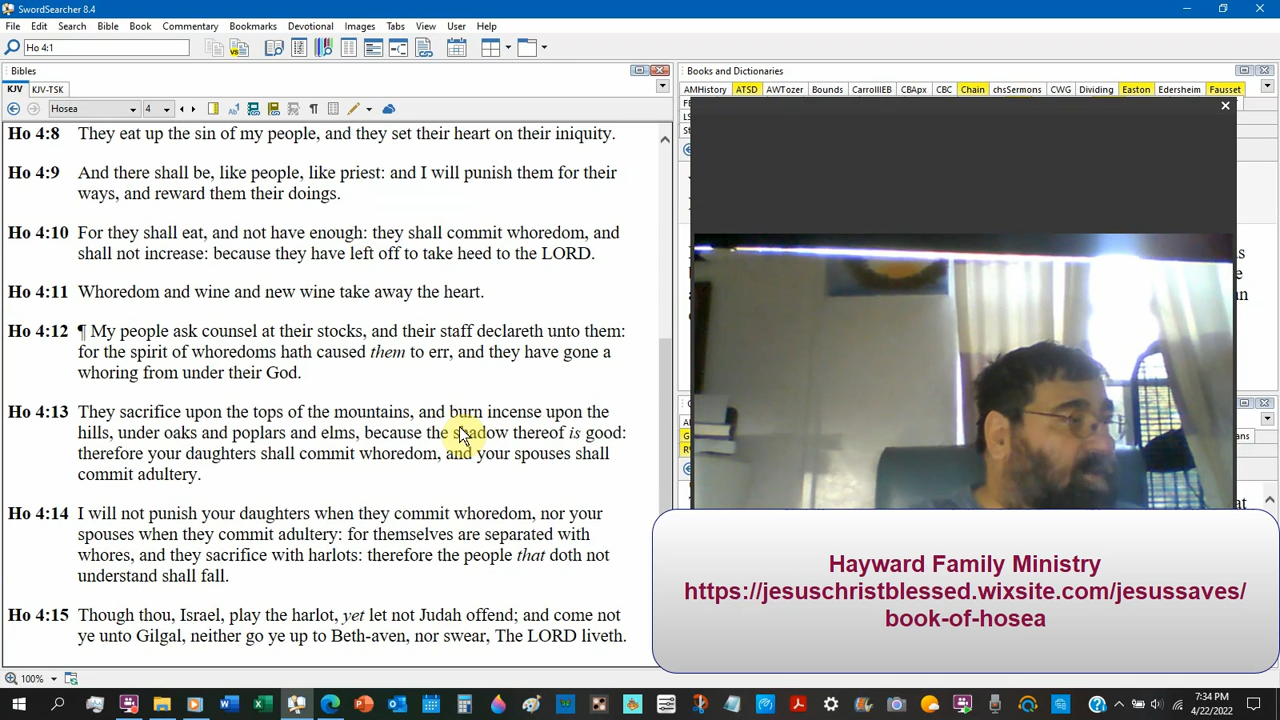 SwordSearcher 8.4
File Edit Search Bible Book Commentary Bookmarks Devotional Images Tabs View User Help
Ho 4:1
Bibles
KJV KJV-TSK
Hosea 4
Ho 4:8 They eat up the sin of my people, and they set their heart on their iniquity.
Ho 4:9 And there shall be, like people, like priest: and I will punish them for their
ways, and reward them their doings.
Ho 4:10 For they shall eat, and not have enough: they shall commit whoredom, and
shall not increase: because they have left off to take heed to the LORD.
Ho 4:11 Whoredom and wine and new wine take away the heart.
Ho 4:12 ¶ My people ask counsel at their stocks, and their staff declareth unto them:
for the spirit of whoredoms hath caused them to err, and they have gone a
whoring from under their God.
Ho 4:13 They sacrifice upon the tops of the mountains, and burn incense upon the
hills, under oaks and poplars and elms, because the shadow thereof is good:
therefore your daughters shall commit whoredom, and your spouses shall
commit adultery.
Ho 4:14 I will not punish your daughters when they commit whoredom, nor your
spouses when they commit adultery: for themselves are separated with
whores, and they sacrifice with harlots: therefore the people that doth not
understand shall fall.
Ho 4:15 Though thou, Israel, play the harlot, yet let not Judah offend; and come not
ye unto Gilgal, neither go ye up to Beth-aven, nor swear, The LORD liveth.
100%
Books and Dictionaries
AMHistory ATSD AWTozer Bounds CarrollIEB CBApx CBC Chain chsSermons CWG Dividing Easton Edersheim Fausset
Hayward Family Ministry
https://jesuschristblessed.wixsite.com/jesussaves/
book-of-hosea
7:34 PM
4/22/2022